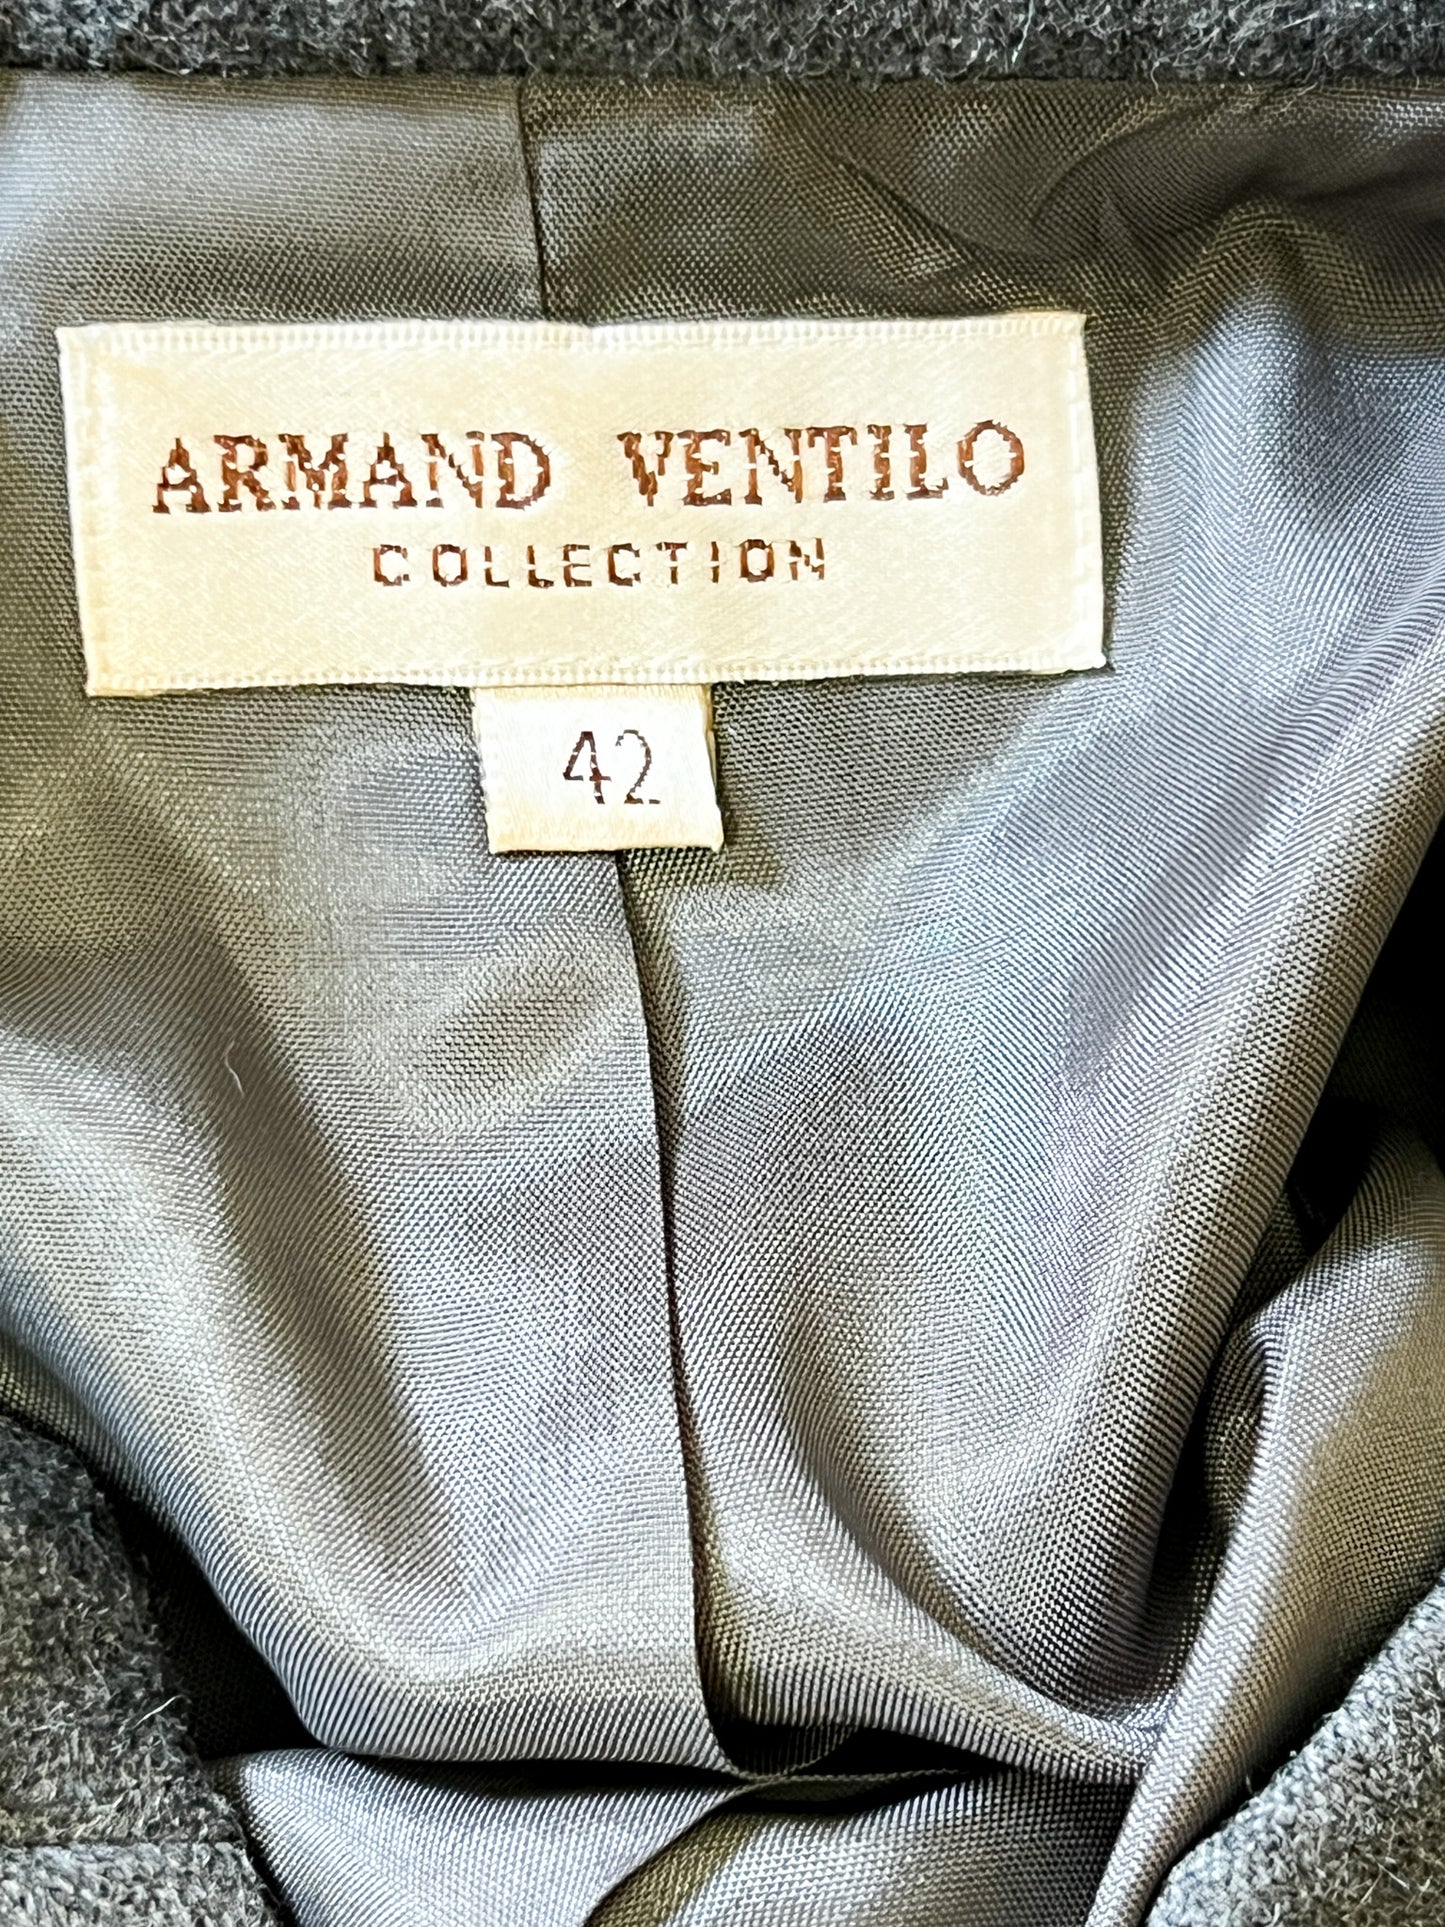 ARMAND VENTILO
COLLECTION
42